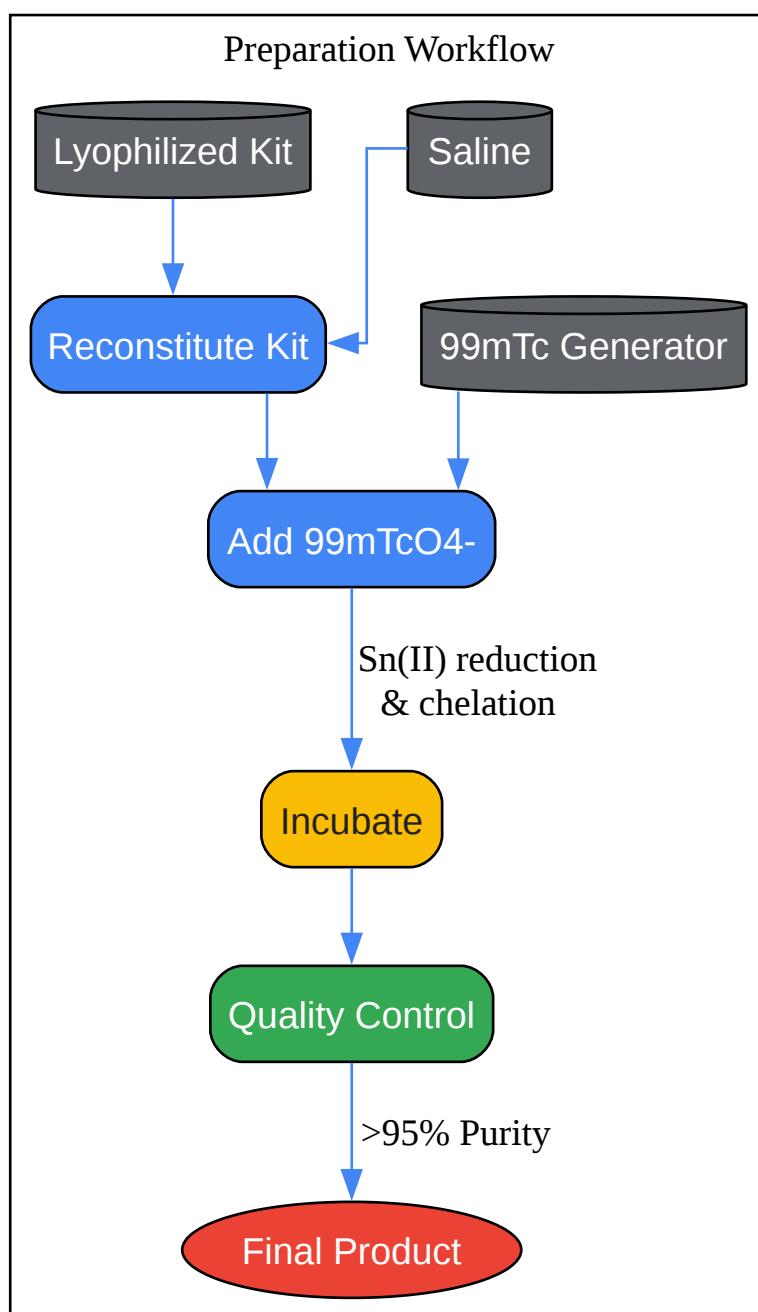 Preparation Workflow
Lyophilized Kit
Saline
Reconstitute Kit
99mTc Generator
Add 99mTcO4-
Sn(II) reduction
& chelation
Incubate
Quality Control
>95% Purity
Final Product